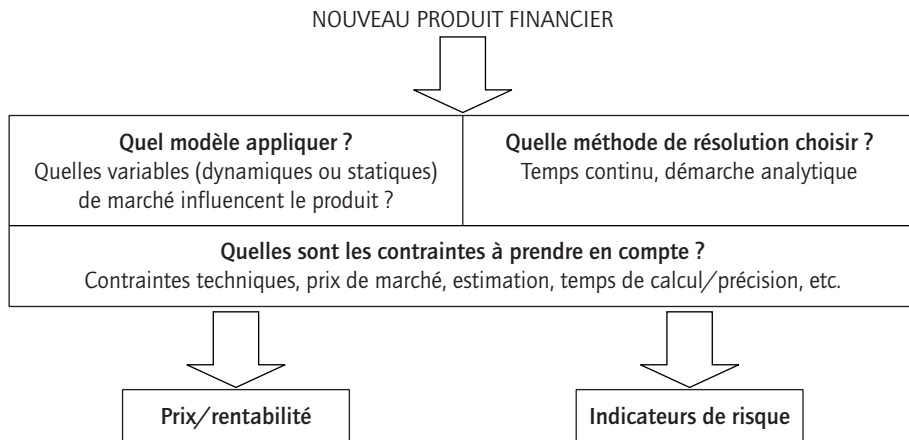 NOUVEAU PRODUIT FINANCIER
Quel modèle appliquer ?
Quelles variables (dynamiques ou statiques)
de marché influencent le produit ?
Quelle méthode de résolution choisir ?
Temps continu, démarche analytique
Quelles sont les contraintes à prendre en compte ?
Contraintes techniques, prix de marché, estimation, temps de calcul/précision, etc.
Prix/rentabilité
Indicateurs de risque